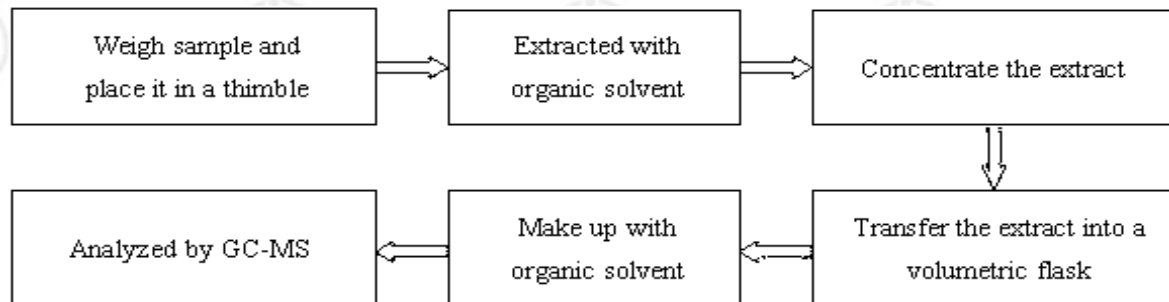 Weigh sample and
place it in a thimble
Extracted with
organic solvent
Concentrate the extract
Transfer the extract into a
volumetric flask
Make up with
organic solvent
Analyzed by GC-MS